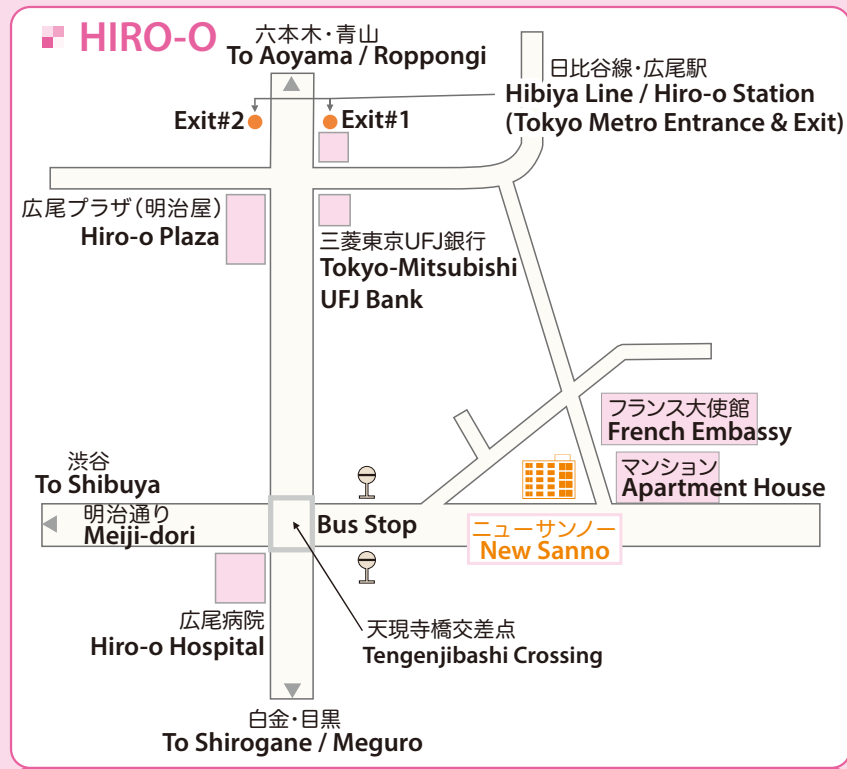 HIRO-O
六本木・青山
To Aoyama / Roppongi
日比谷線・広尾駅
Hibiya Line / Hiro-o Station
(Tokyo Metro Entrance & Exit)
Exit#2
Exit#1
広尾プラザ(明治屋)
Hiro-o Plaza
三菱東京UFJ銀行
Tokyo-Mitsubishi
UFJ Bank
フランス大使館
French Embassy
マンション
Apartment House
渋谷
To Shibuya
明治通り
Meiji-dori
Bus Stop
ニューサンノー
New Sanno
広尾病院
Hiro-o Hospital
天現寺橋交差点
Tengenjibashi Crossing
白金・目黒
To Shirogane / Meguro